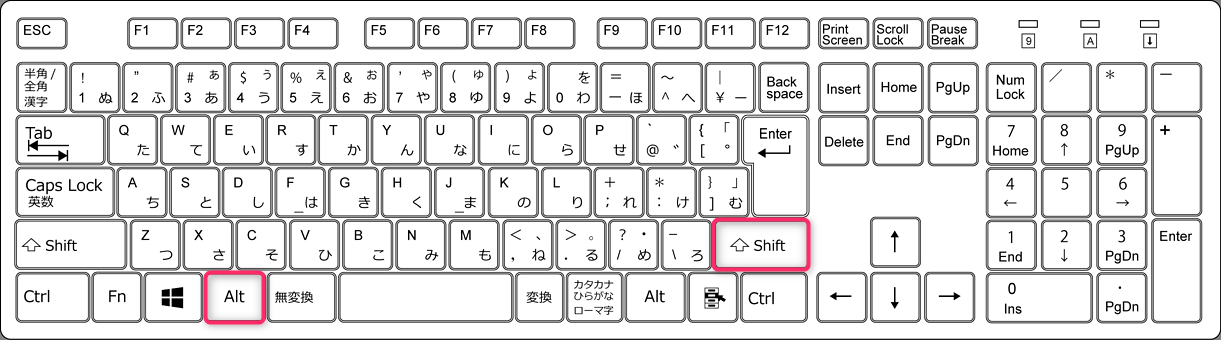 ESC F1 F2 F3 F4 F5 F6 F7 F8 F9 F10 F11 F12 Print Screen Scroll Lock Pause Break 9 A ⬇
半角/全角 漢字 ! 1 ぬ " 2 ふ # ぁ 3 あ $ ぅ 4 う % ぇ 5 え & ぉ 6 お ' ゃ 7 や ( ゅ 8 ゆ ) ょ 9 よ を 0 わ = ー ほ ~ ^ へ | ¥ ー Back space Insert Home PgUp Num Lock / * −
Tab Q た W て E い R す T か Y ん U な I に O ら P せ ` @ ゛ { 「 [ ゜ Enter Delete End PgDn 7 Home 8 ↑ 9 PgUp +
Caps Lock 英数 A ち S と D し F _は G き H く J _ま K の L り + ; れ * : け } 」 ] む 4 ← 5 6 →
⇧ Shift Z つ X さ C そ V ひ B こ N み M も < 、 , ね > 。 . る ? ・ / め − \ ろ ⇧ Shift ↑ 1 End 2 ↓ 3 PgDn Enter
Ctrl Fn Alt 無変換 変換 カタカナ ひらがな ローマ字 Alt Ctrl ← ↓ → 0 Ins . PgDn